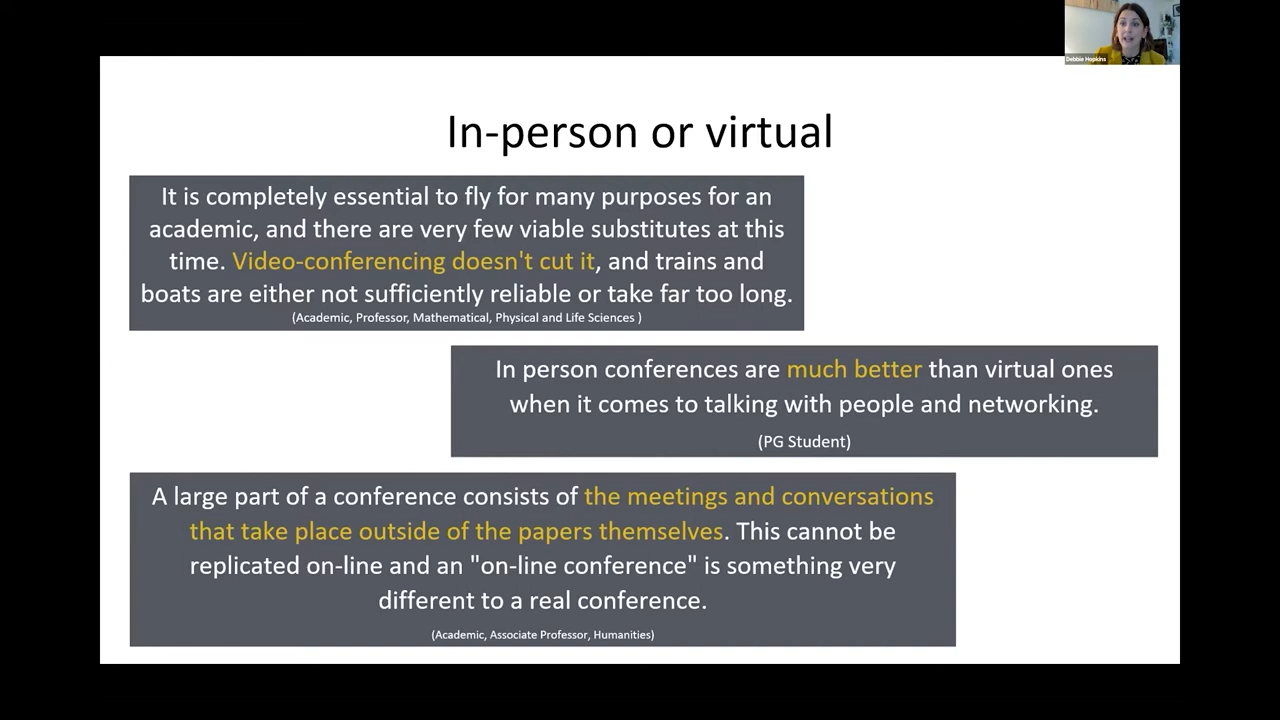 Debbie Hopkins
In-person or virtual
It is completely essential to fly for many purposes for an
academic, and there are very few viable substitutes at this
time. Video-conferencing doesn't cut it, and trains and
boats are either not sufficiently reliable or take far too long.
(Academic, Professor, Mathematical, Physical and Life Sciences )
In person conferences are much better than virtual ones
when it comes to talking with people and networking.
(PG Student)
A large part of a conference consists of the meetings and conversations
that take place outside of the papers themselves. This cannot be
replicated on-line and an "on-line conference" is something very
different to a real conference.
(Academic, Associate Professor, Humanities)